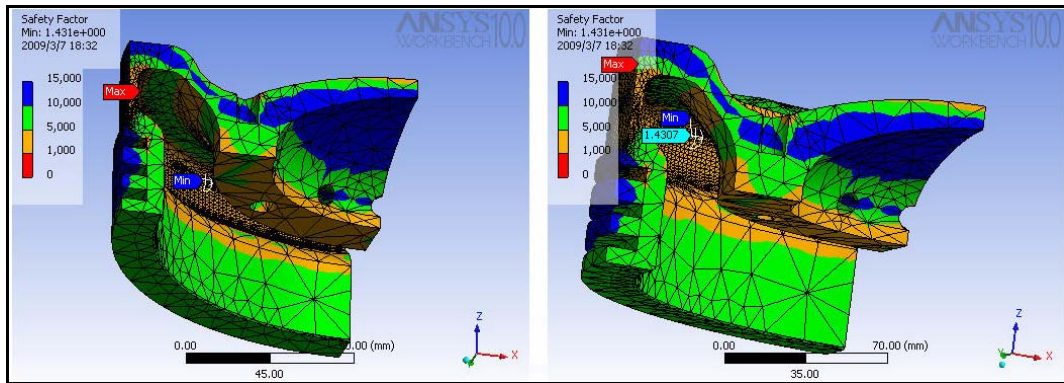 Safety Factor
Min: 1.431e+000
2009/3/7 18:32
15,000
10,000
5,000
1,000
0
Max
Min
ANSYS
WORKBENCH 10.0
0.00
(mm)
45.00
Z
X
Safety Factor
Min: 1.431e+000
2009/3/7 18:32
15,000
10,000
5,000
1,000
0
Max
Min
1.4307
ANSYS
WORKBENCH 10.0
0.00
70.00 (mm)
35.00
Z
Y
X